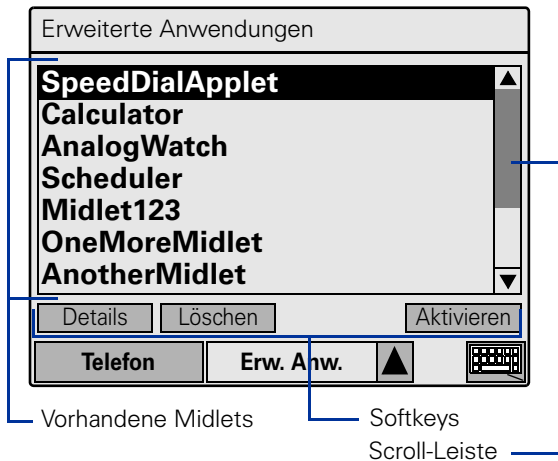 Erweiterte Anwendungen
SpeedDialApplet
Calculator
AnalogWatch
Scheduler
Midlet123
OneMoreMidlet
AnotherMidlet
Details Löschen Aktivieren
Telefon Erw. Anw.
Vorhandene Midlets Softkeys
Scroll-Leiste